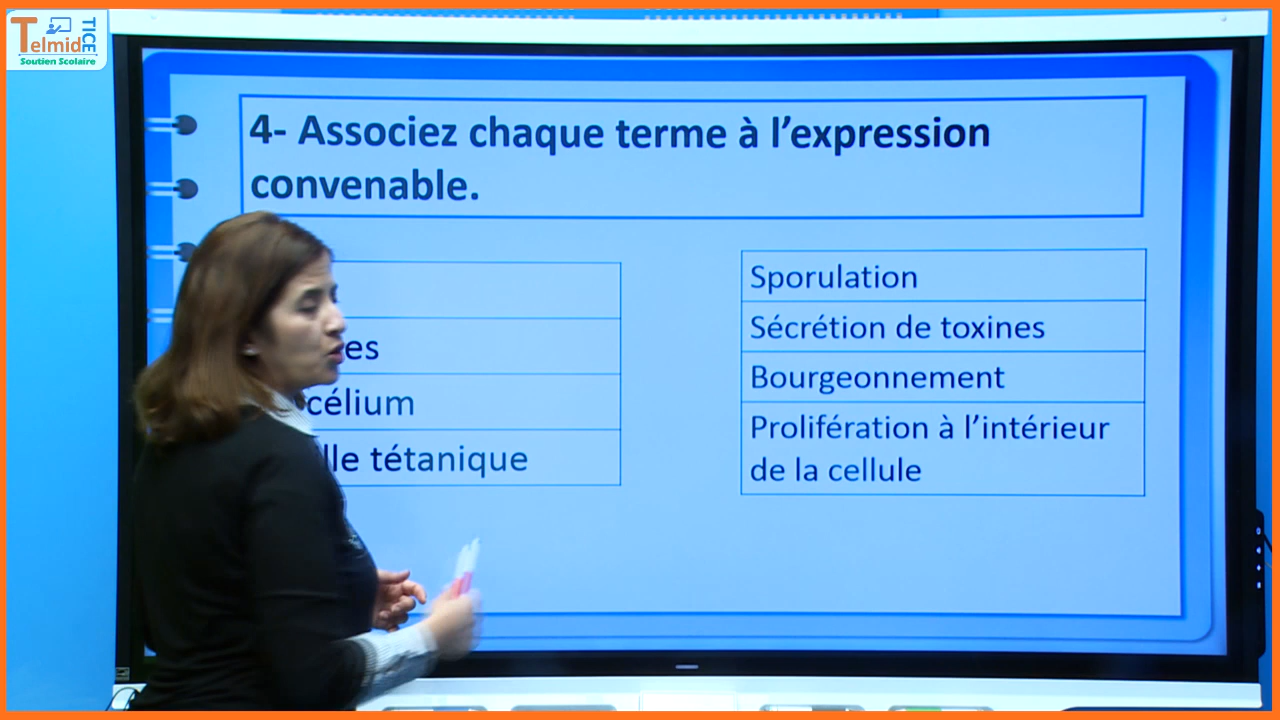 Telmid TICE
Soutien Scolaire
4- Associez chaque terme à l’expression
convenable.
es
célium
lle tétanique
Sporulation
Sécrétion de toxines
Bourgeonnement
Prolifération à l’intérieur
de la cellule